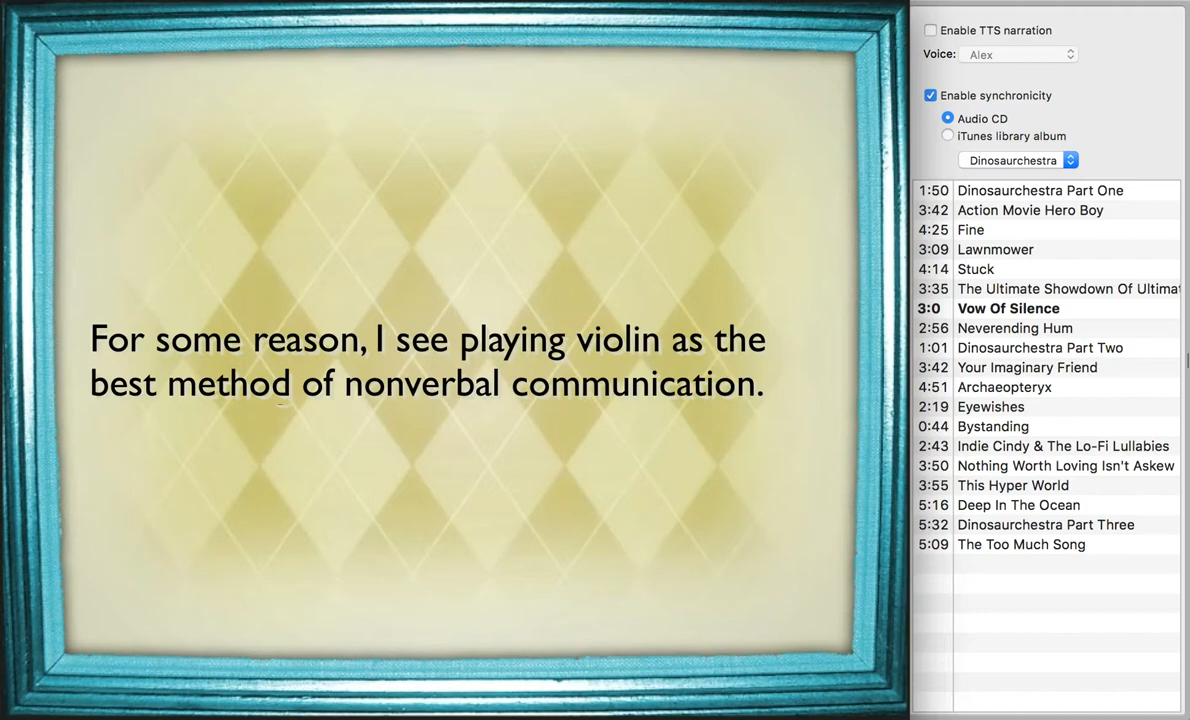 For some reason, I see playing violin as the
best method of nonverbal communication.
Enable TTS narration
Voice: Alex
Enable synchronicity
Audio CD
iTunes library album
Dinosaurchestra
1:50 Dinosaurchestra Part One
3:42 Action Movie Hero Boy
4:25 Fine
3:09 Lawnmower
4:14 Stuck
3:35 The Ultimate Showdown Of Ultimat
3:0 Vow Of Silence
2:56 Neverending Hum
1:01 Dinosaurchestra Part Two
3:42 Your Imaginary Friend
4:51 Archaeopteryx
2:19 Eyewishes
0:44 Bystanding
2:43 Indie Cindy & The Lo-Fi Lullabies
3:50 Nothing Worth Loving Isn't Askew
3:55 This Hyper World
5:16 Deep In The Ocean
5:32 Dinosaurchestra Part Three
5:09 The Too Much Song